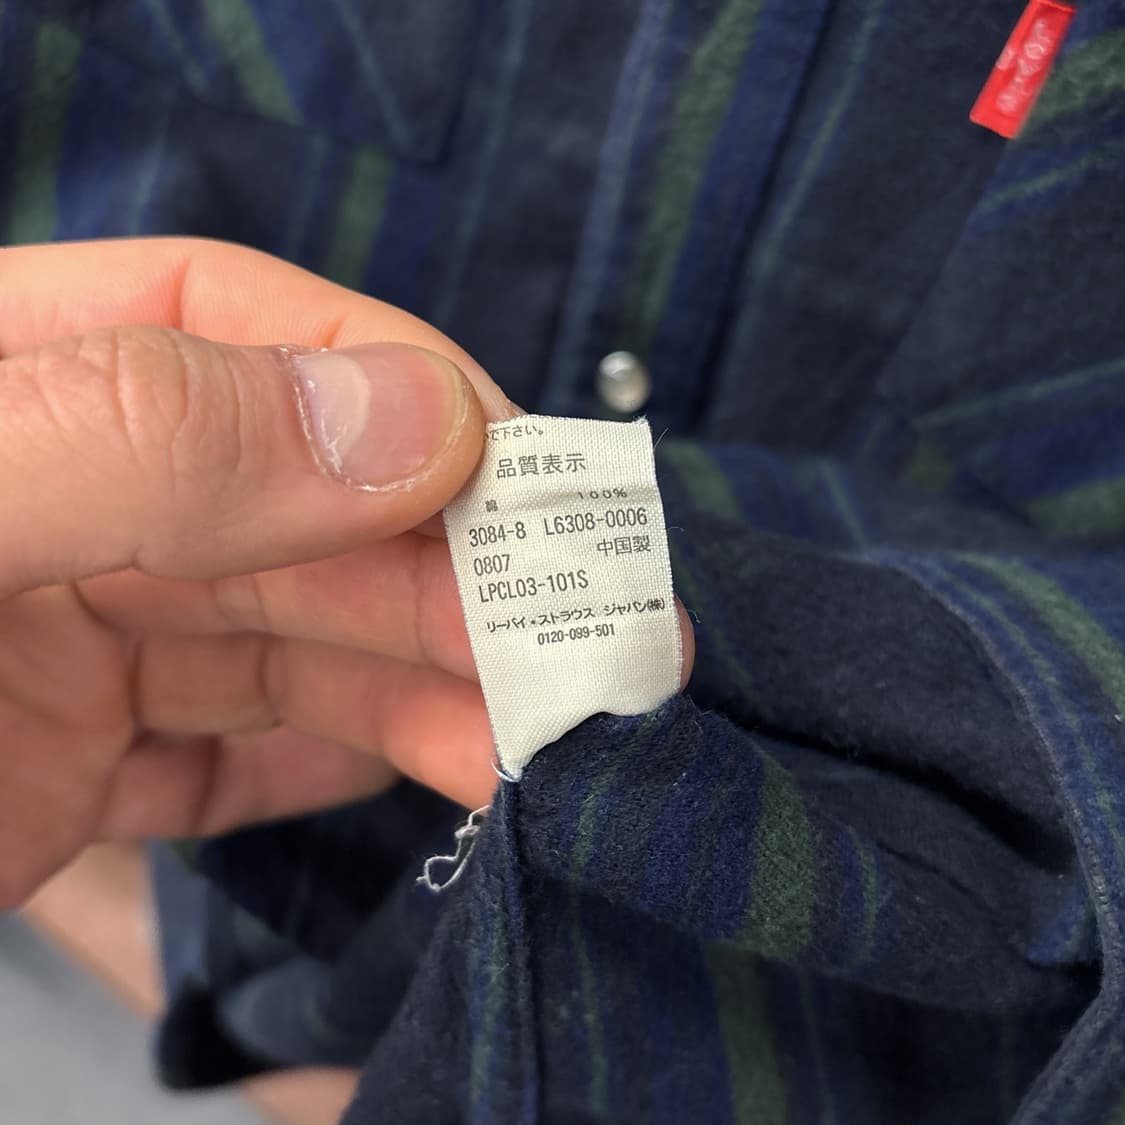 で下さい。
品質表示
綿 100%
3084-8 L6308-0006
0807 中国製
LPCL03-101S
リーバイ・ストラウス ジャパン(株)
0120-099-501